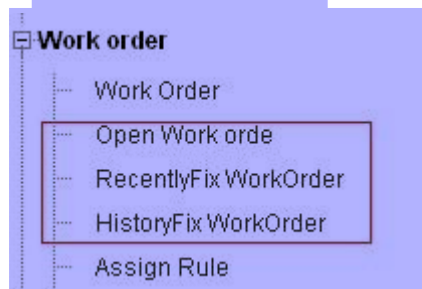 Work order
Work Order
Open Work orde
RecentlyFix WorkOrder
HistoryFix WorkOrder
Assign Rule